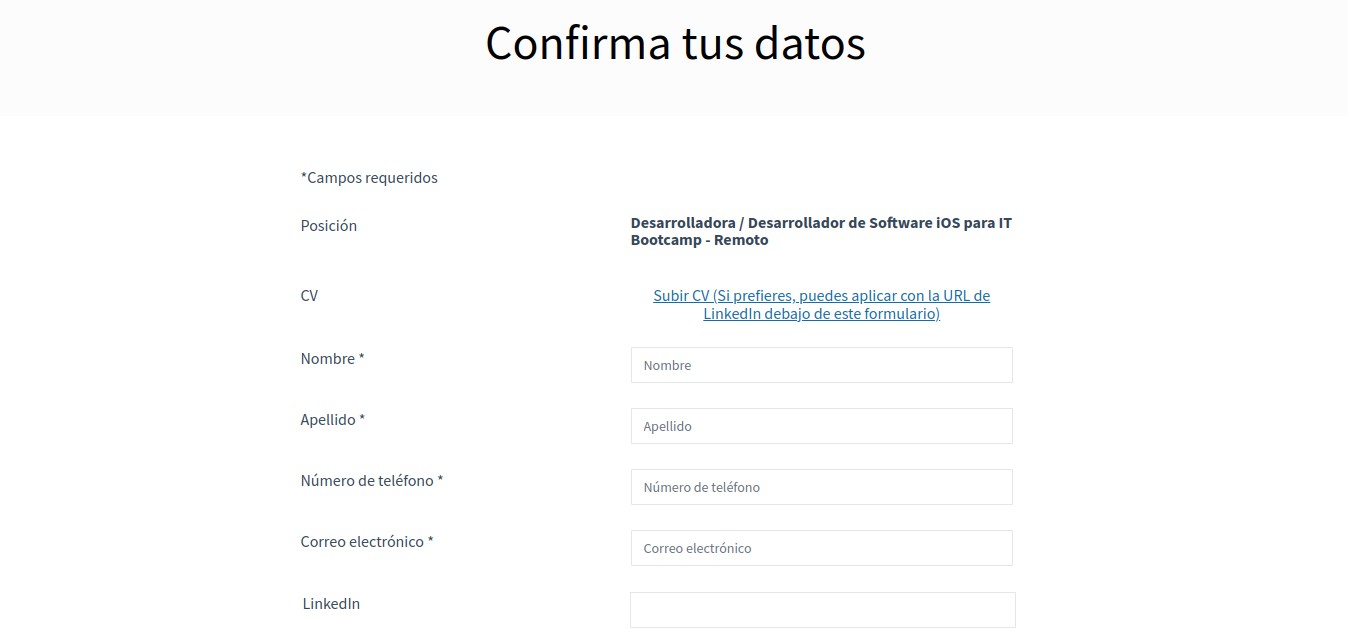 Confirma tus datos
*Campos requeridos
Posición
Desarrolladora / Desarrollador de Software iOS para IT
Bootcamp - Remoto
CV
Subir CV (Si prefieres, puedes aplicar con la URL de
LinkedIn debajo de este formulario)
Nombre *
Nombre
Apellido *
Apellido
Número de teléfono *
Número de teléfono
Correo electrónico *
Correo electrónico
LinkedIn